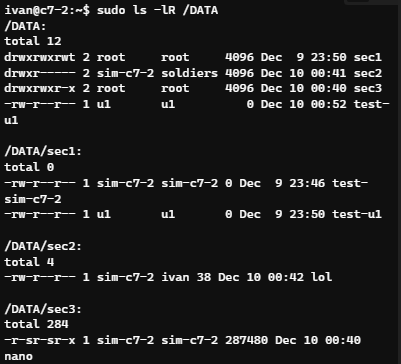 ivan@c7-2:~$ sudo ls -lR /DATA
/DATA:
total 12
drwxrwxrwt 2 root     root     4096 Dec  9 23:50 sec1
drwxr----- 2 sim-c7-2 soldiers 4096 Dec 10 00:41 sec2
drwxrwxr-x 2 root     root     4096 Dec 10 00:40 sec3
-rw-r--r-- 1 u1       u1          0 Dec 10 00:52 test-
u1

/DATA/sec1:
total 0
-rw-r--r-- 1 sim-c7-2 sim-c7-2 0 Dec  9 23:46 test-
sim-c7-2
-rw-r--r-- 1 u1       u1       0 Dec  9 23:50 test-u1

/DATA/sec2:
total 4
-rw-r--r-- 1 sim-c7-2 ivan 38 Dec 10 00:42 lol

/DATA/sec3:
total 284
-r-sr-sr-x 1 sim-c7-2 sim-c7-2 287480 Dec 10 00:40
nano